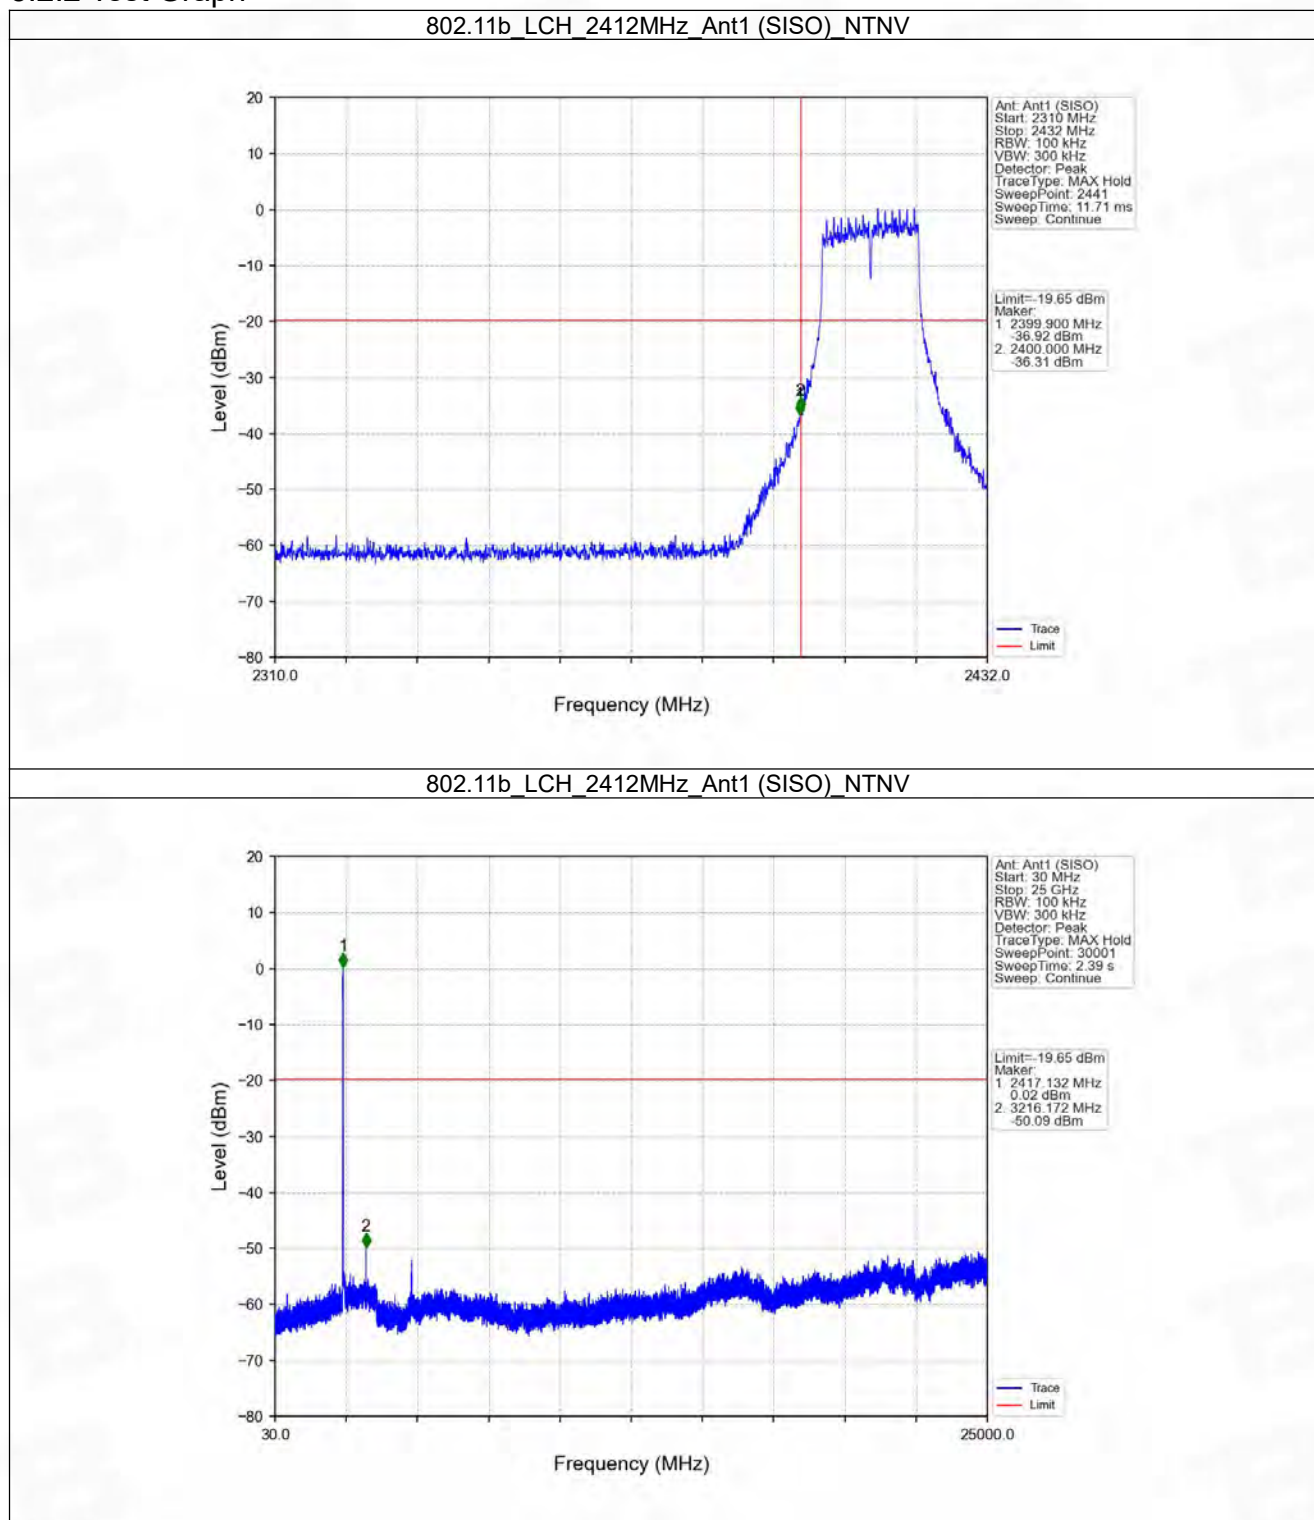 802.11b_LCH_2412MHz_Ant1 (SISO)_NTNV
20
10
0
−10
−20
−30
−40
−50
−60
−70
−80
Level (dBm)
2
2310.0
2432.0
Frequency (MHz)
Ant: Ant1 (SISO)
Start: 2310 MHz
Stop: 2432 MHz
RBW: 100 kHz
VBW: 300 kHz
Detector: Peak
TraceType: MAX Hold
SweepPoint: 2441
SweepTime: 11.71 ms
Sweep: Continue
Limit=-19.65 dBm
Maker:
1. 2399.900 MHz
-36.92 dBm
2. 2400.000 MHz
-36.31 dBm
Trace
Limit
802.11b_LCH_2412MHz_Ant1 (SISO)_NTNV
20
10
0
−10
−20
−30
−40
−50
−60
−70
−80
Level (dBm)
1
2
30.0
25000.0
Frequency (MHz)
Ant: Ant1 (SISO)
Start: 30 MHz
Stop: 25 GHz
RBW: 100 kHz
VBW: 300 kHz
Detector: Peak
TraceType: MAX Hold
SweepPoint: 30001
SweepTime: 2.39 s
Sweep: Continue
Limit=-19.65 dBm
Maker:
1. 2417.132 MHz
0.02 dBm
2. 3216.172 MHz
-50.09 dBm
Trace
Limit